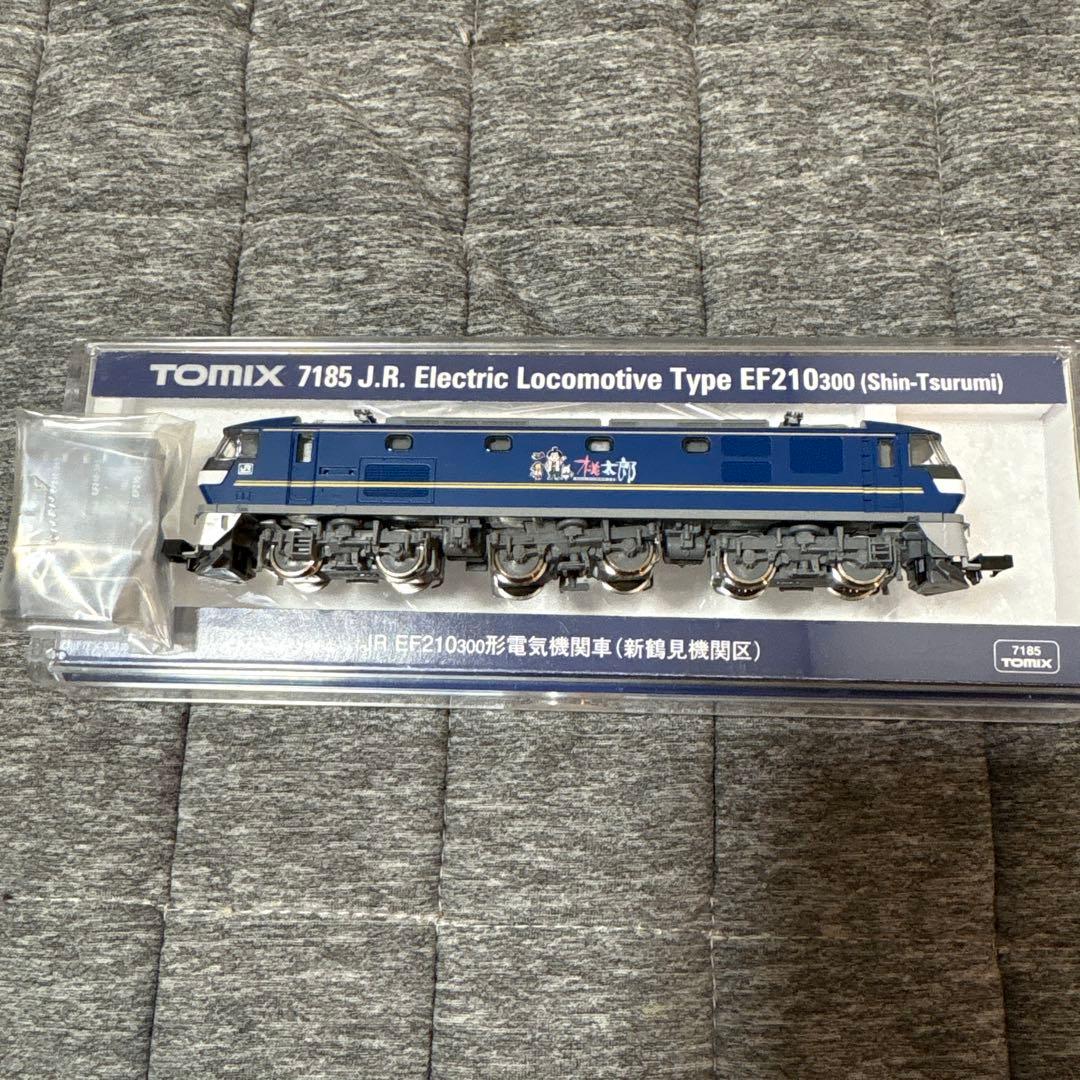 TOMIX 7185 J.R. Electric Locomotive Type EF210300 (Shin-Tsurumi)
JR
桃太郎
JR EF210300形電気機関車(新鶴見機関区)
7185
TOMIX